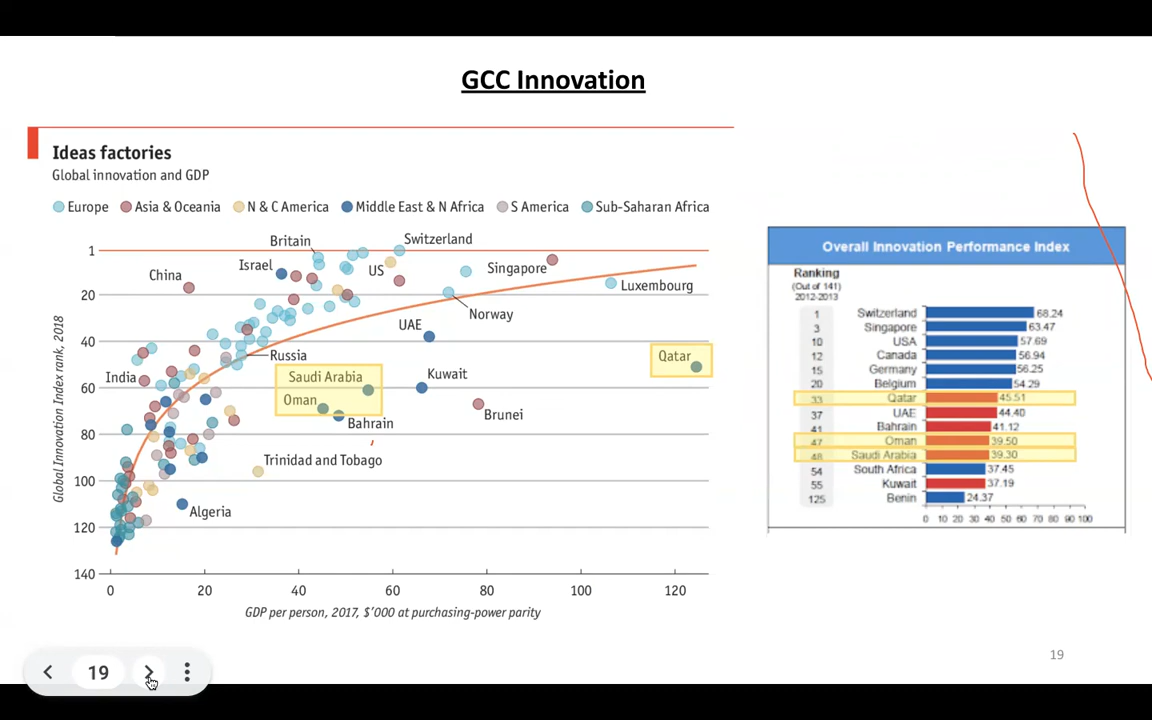 GCC Innovation
Ideas factories
Global innovation and GDP
Europe Asia & Oceania N & C America Middle East & N Africa S America Sub-Saharan Africa
Global Innovation Index rank, 2018
1
20
40
60
80
100
120
140
Britain
Switzerland
Israel
US
Singapore
China
Luxembourg
Norway
UAE
Russia
Qatar
India
Saudi Arabia
Kuwait
Oman
Brunei
Bahrain
Trinidad and Tobago
Algeria
0 20 40 60 80 100 120
GDP per person, 2017, $'000 at purchasing-power parity
Overall Innovation Performance Index
Ranking
(Out of 141)
2012-2013
1 Switzerland 68.24
3 Singapore 63.47
10 USA 57.69
12 Canada 56.94
15 Germany 56.25
20 Belgium 54.29
33 Qatar 45.51
37 UAE 44.40
41 Bahrain 41.12
47 Oman 39.50
48 Saudi Arabia 39.30
54 South Africa 37.45
55 Kuwait 37.19
125 Benin 24.37
0 10 20 30 40 50 60 70 80 90 100
19
19